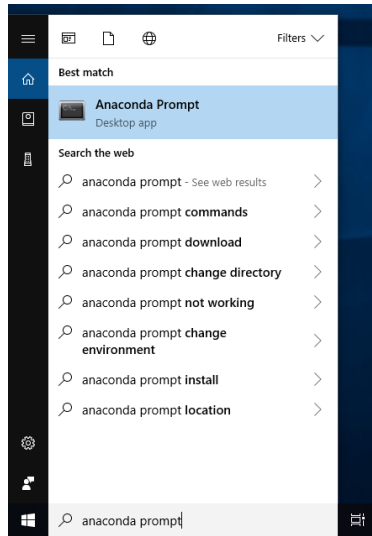 Filters
Best match
Anaconda Prompt
Desktop app
Search the web
anaconda prompt - See web results
anaconda prompt commands
anaconda prompt download
anaconda prompt change directory
anaconda prompt not working
anaconda prompt change
environment
anaconda prompt install
anaconda prompt location
anaconda prompt